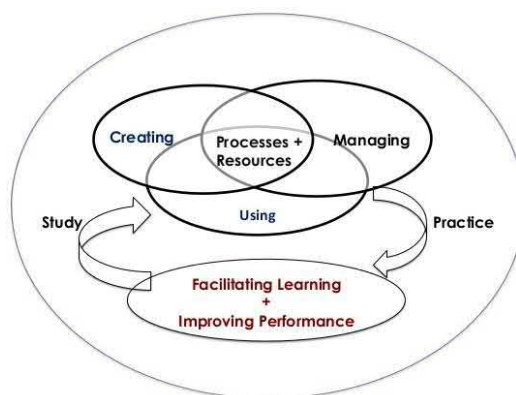 Creating
Processes +
Resources
Managing
Using
Study
Practice
Facilitating Learning
+
Improving Performance